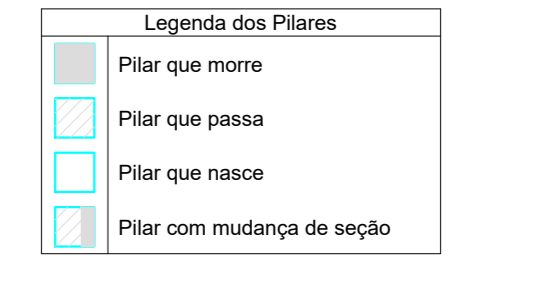 Legenda dos Pilares
Pilar que morre
Pilar que passa
Pilar que nasce
Pilar com mudança de seção